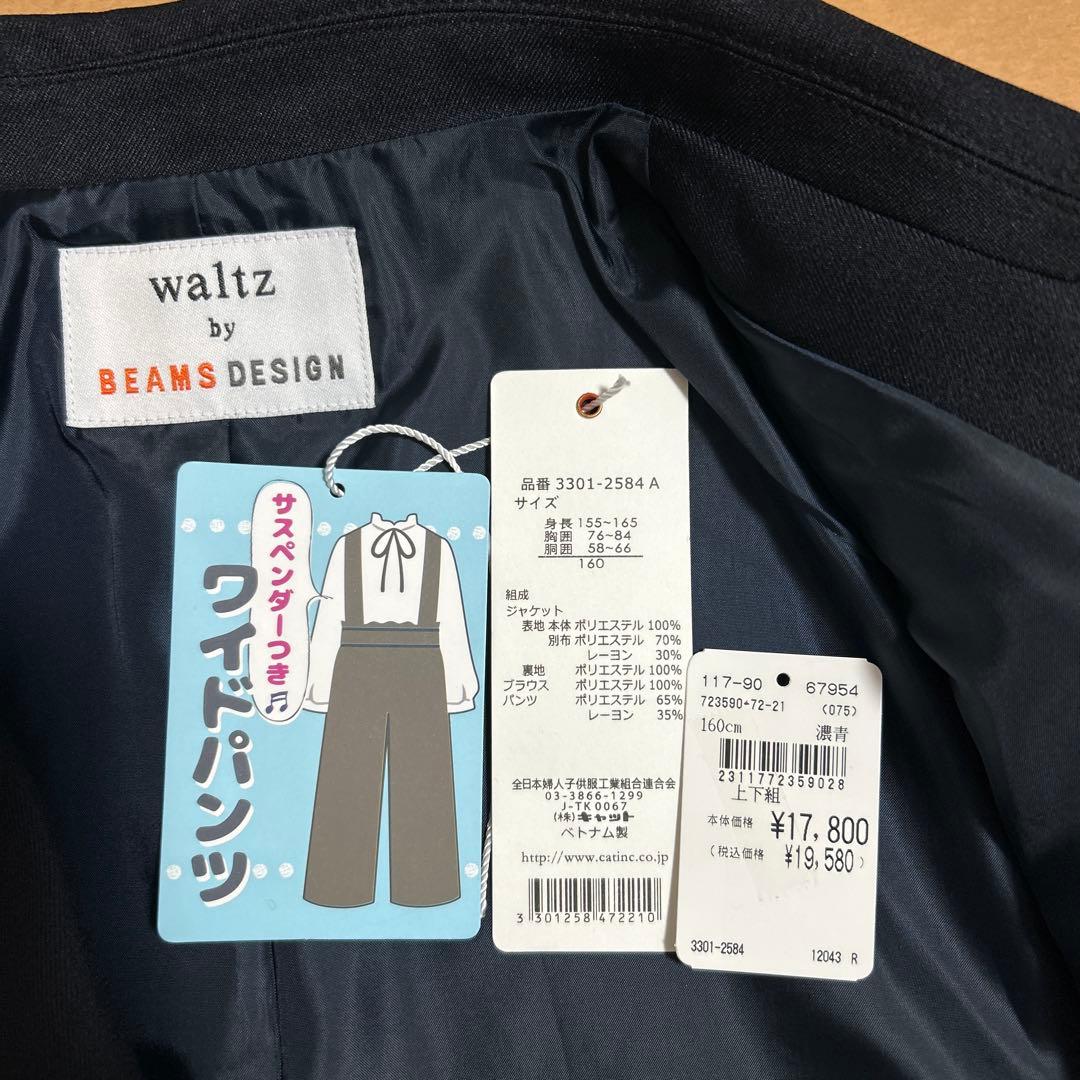 waltz
by
BEAMS DESIGN
サスペンダーつき♬
ワイドパンツ
品番 3301-2584 A
サイズ
身長 155~165
胸囲 76~84
胴囲 58~66
160
組成
ジャケット
表地 本体 ポリエステル 100%
別布 ポリエステル 70%
レーヨン 30%
裏地 ポリエステル 100%
ブラウス ポリエステル 100%
パンツ ポリエステル 65%
レーヨン 35%
全日本婦人子供服工業組合連合会
03-3866-1299
J-TK 0067
(株)キャット
ベトナム製
http://www.catinc.co.jp
3 301258 472210
117-90 67954
723590*72-21 (075)
160cm 濃青
2311772359028
上下組
本体価格 ¥17,800
(税込価格 ¥19,580)
3301-2584 12043 R